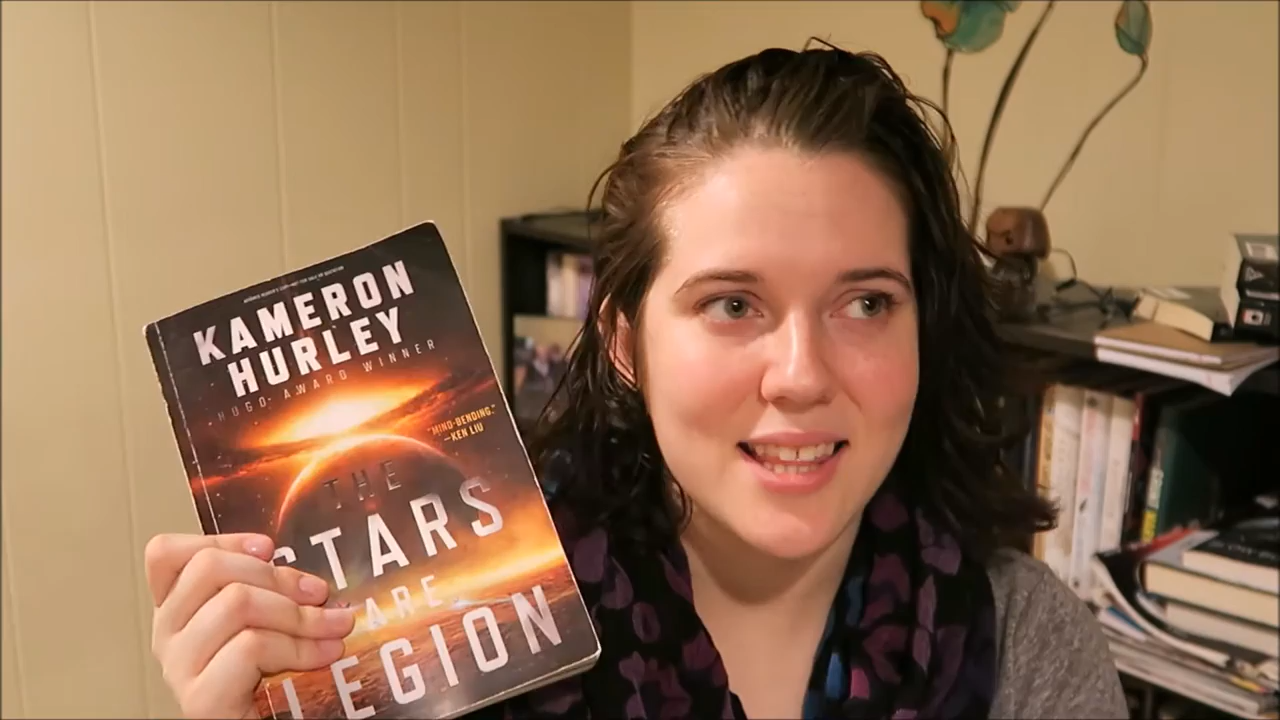 KAMERON
HURLEY
HUGO AWARD WINNER
"MIND-BENDING."
—KEN LIU
THE
STARS
ARE
LEGION